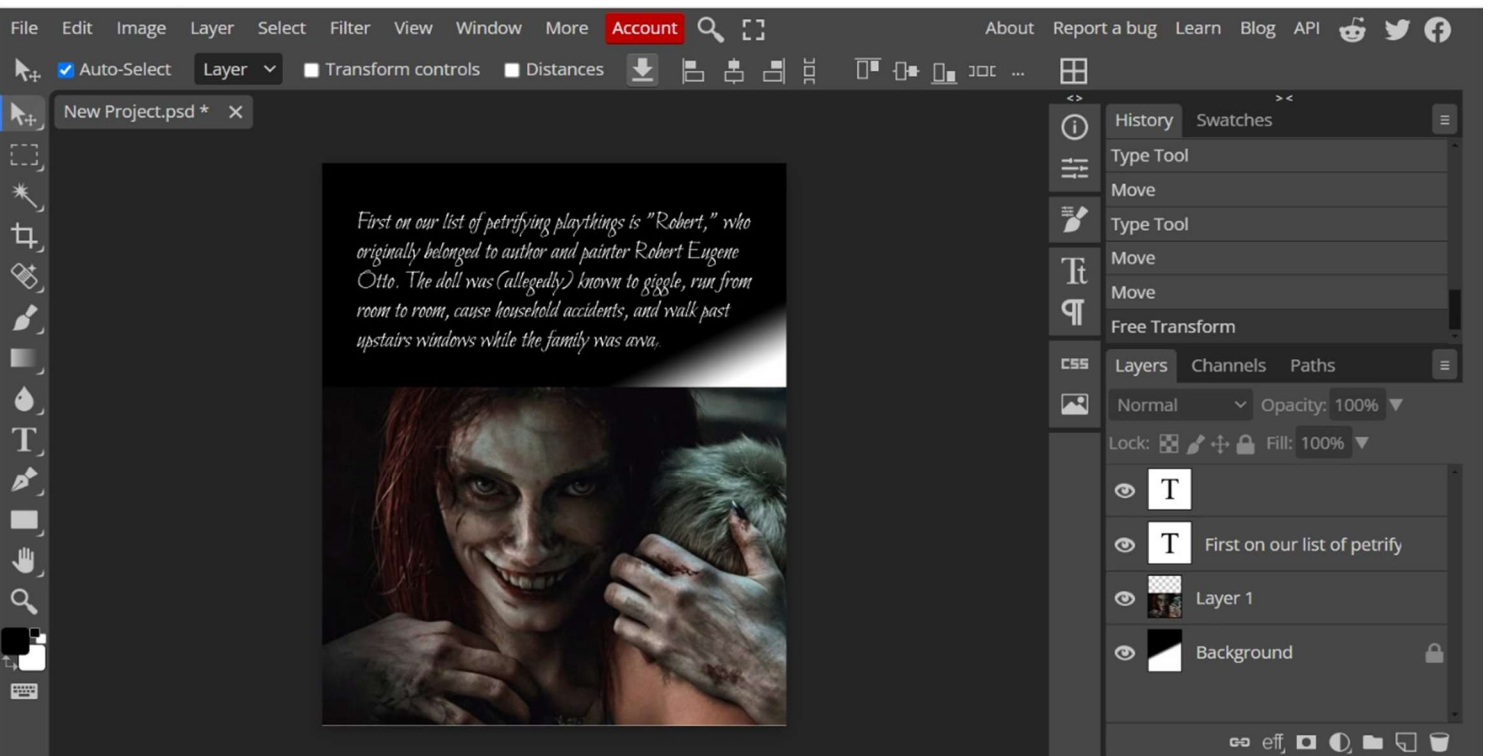 File Edit Image Layer Select Filter View Window More Account About Report a bug Learn Blog API
Auto-Select Layer Transform controls Distances ...
New Project.psd *
First on our list of petrifying playthings is "Robert," who
originally belonged to author and painter Robert Eugene
Otto. The doll was (allegedly) known to giggle, run from
room to room, cause household accidents, and walk past
upstairs windows while the family was awa
History Swatches
Type Tool
Move
Type Tool
Move
Move
Free Transform
CSS
Layers Channels Paths
Normal Opacity: 100%
Lock: Fill: 100%
T
T First on our list of petrify
Layer 1
Background
eff